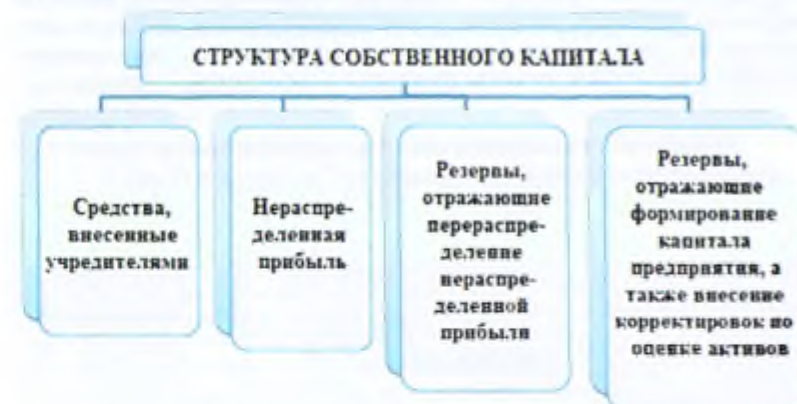 СТРУКТУРА СОБСТВЕННОГО КАПИТАЛА
Средства,
внесенные
учредителями
Нераспре-
деленная
прибыль
Резервы,
отражающие
перераспре-
деление
нераспре-
деленной
прибыли
Резервы,
отражающие
формирование
капитала
предприятия, а
также внесение
корректировок по
оценке активов